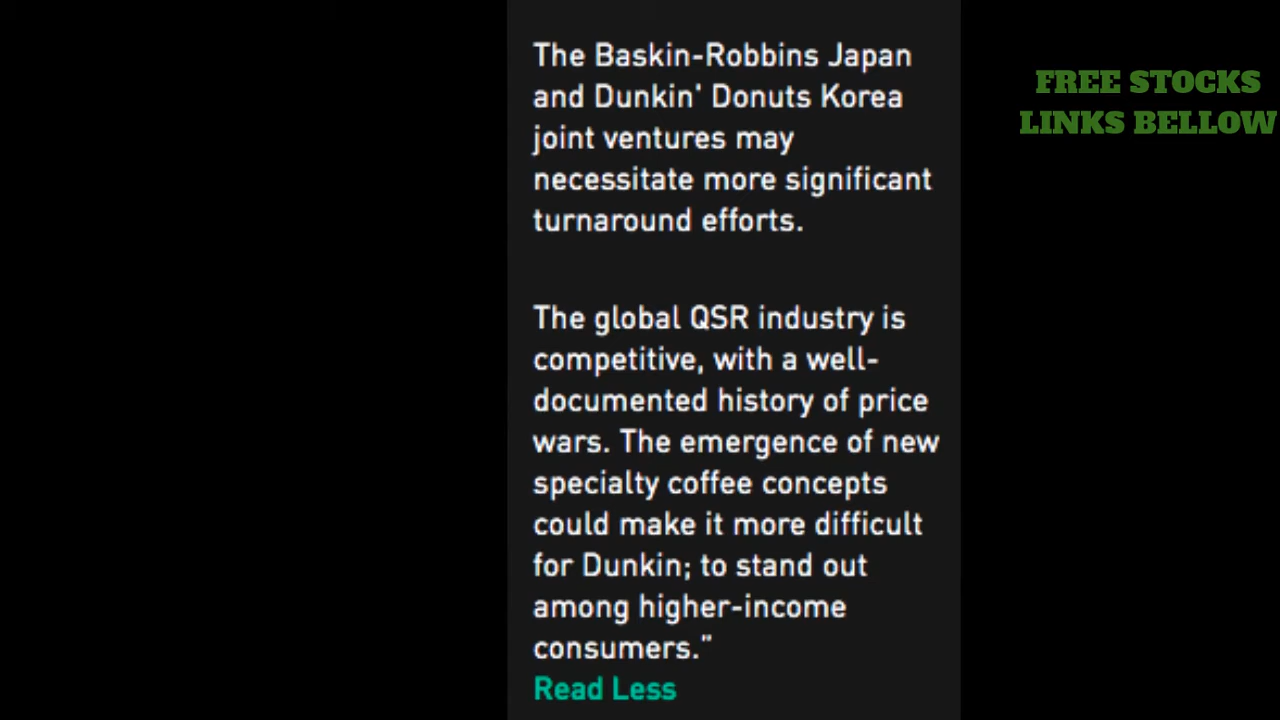 The Baskin-Robbins Japan
and Dunkin' Donuts Korea
joint ventures may
necessitate more significant
turnaround efforts.
The global QSR industry is
competitive, with a well-
documented history of price
wars. The emergence of new
specialty coffee concepts
could make it more difficult
for Dunkin; to stand out
among higher-income
consumers.”
Read Less
FREE STOCKS
LINKS BELLOW